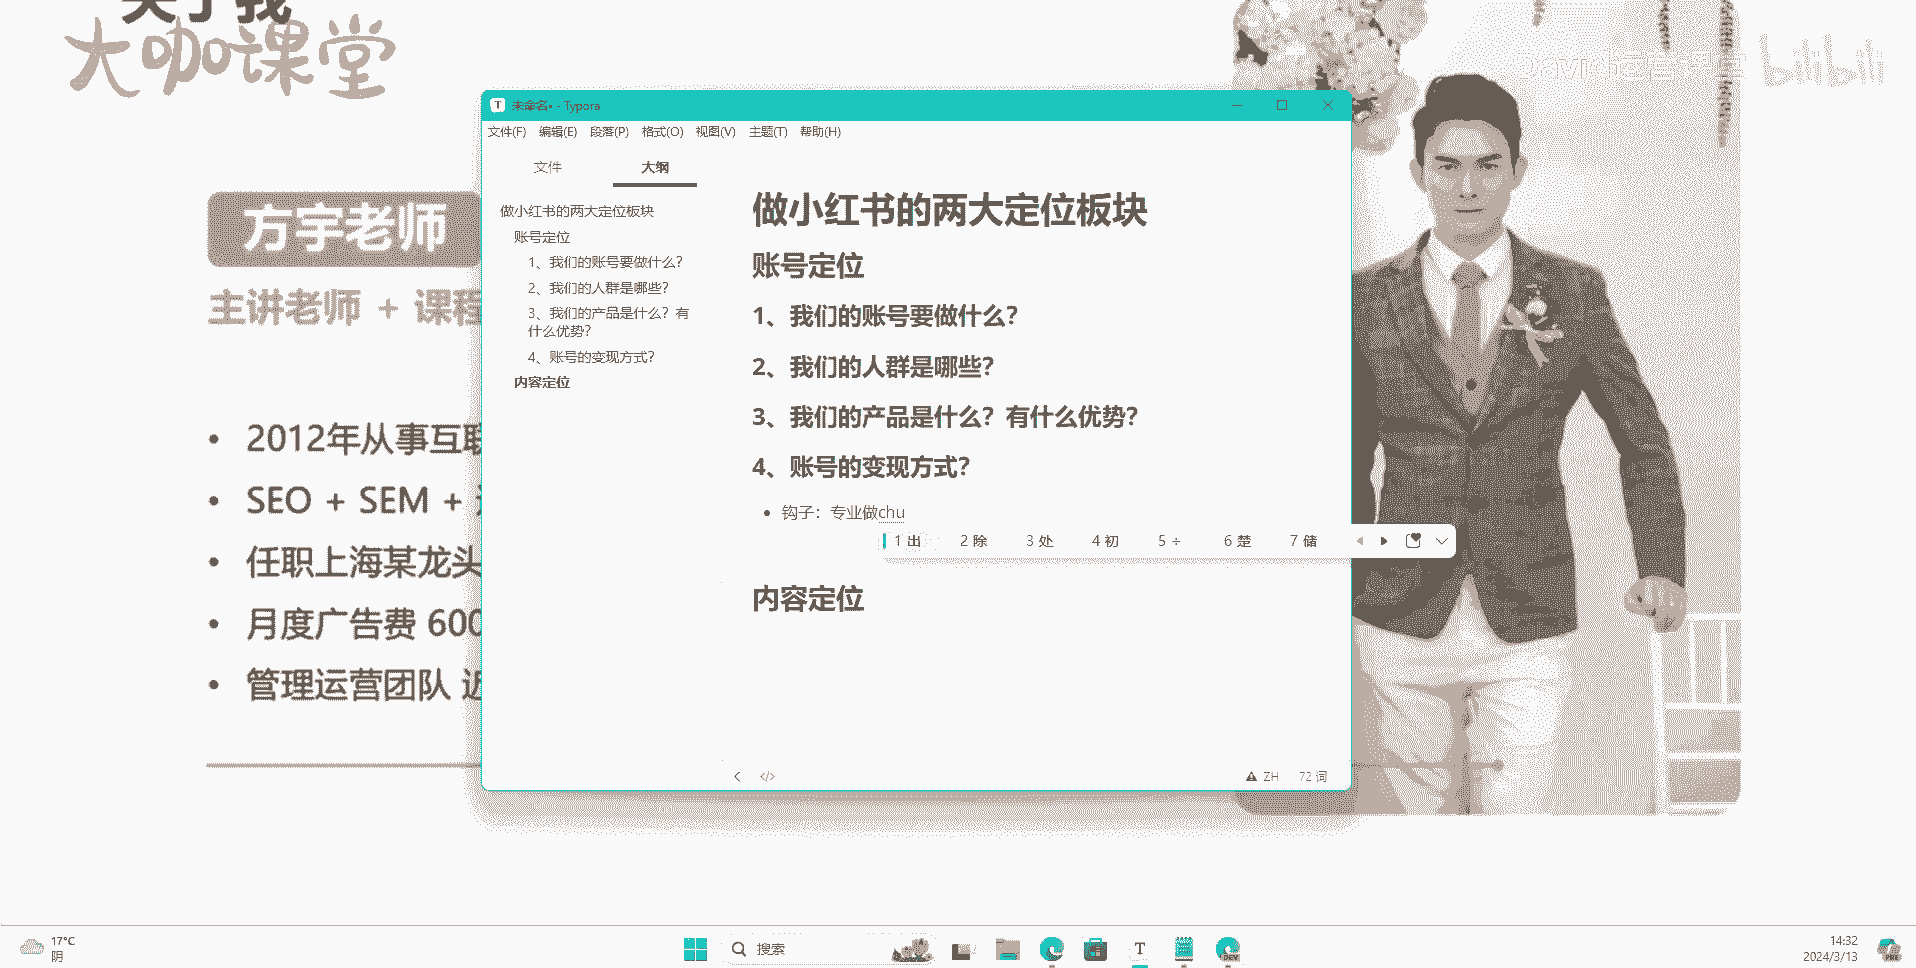 关于我
大咖课堂
David运营课堂 bilibili
方宇老师
主讲老师 + 课程
2012年从事互联
SEO + SEM +
任职上海某龙头
月度广告费 600
管理运营团队 近
未命名• - Typora
文件(F) 编辑(E) 段落(P) 格式(O) 视图(V) 主题(T) 帮助(H)
文件 大纲
做小红书的两大定位板块
账号定位
1、我们的账号要做什么？
2、我们的人群是哪些？
3、我们的产品是什么？有
什么优势？
4、账号的变现方式？
内容定位
做小红书的两大定位板块
账号定位
1、我们的账号要做什么？
2、我们的人群是哪些？
3、我们的产品是什么？有什么优势？
4、账号的变现方式？
钩子：专业做chu
1 出 2 除 3 处 4 初 5 ÷ 6 楚 7 储
内容定位
ZH 72 词
17°C
阴
搜索
14:32
2024/3/13